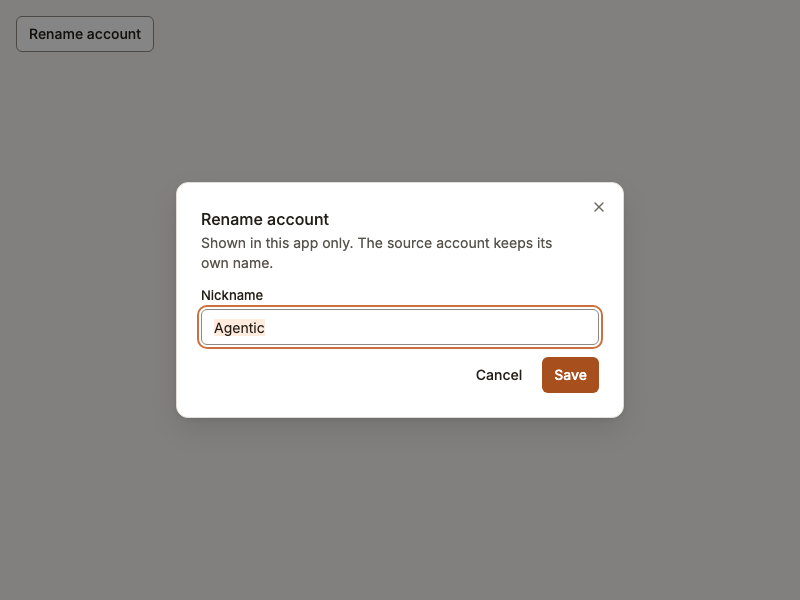 Rename account
Rename account
Shown in this app only. The source account keeps its
own name.
Nickname
Agentic
Cancel
Save